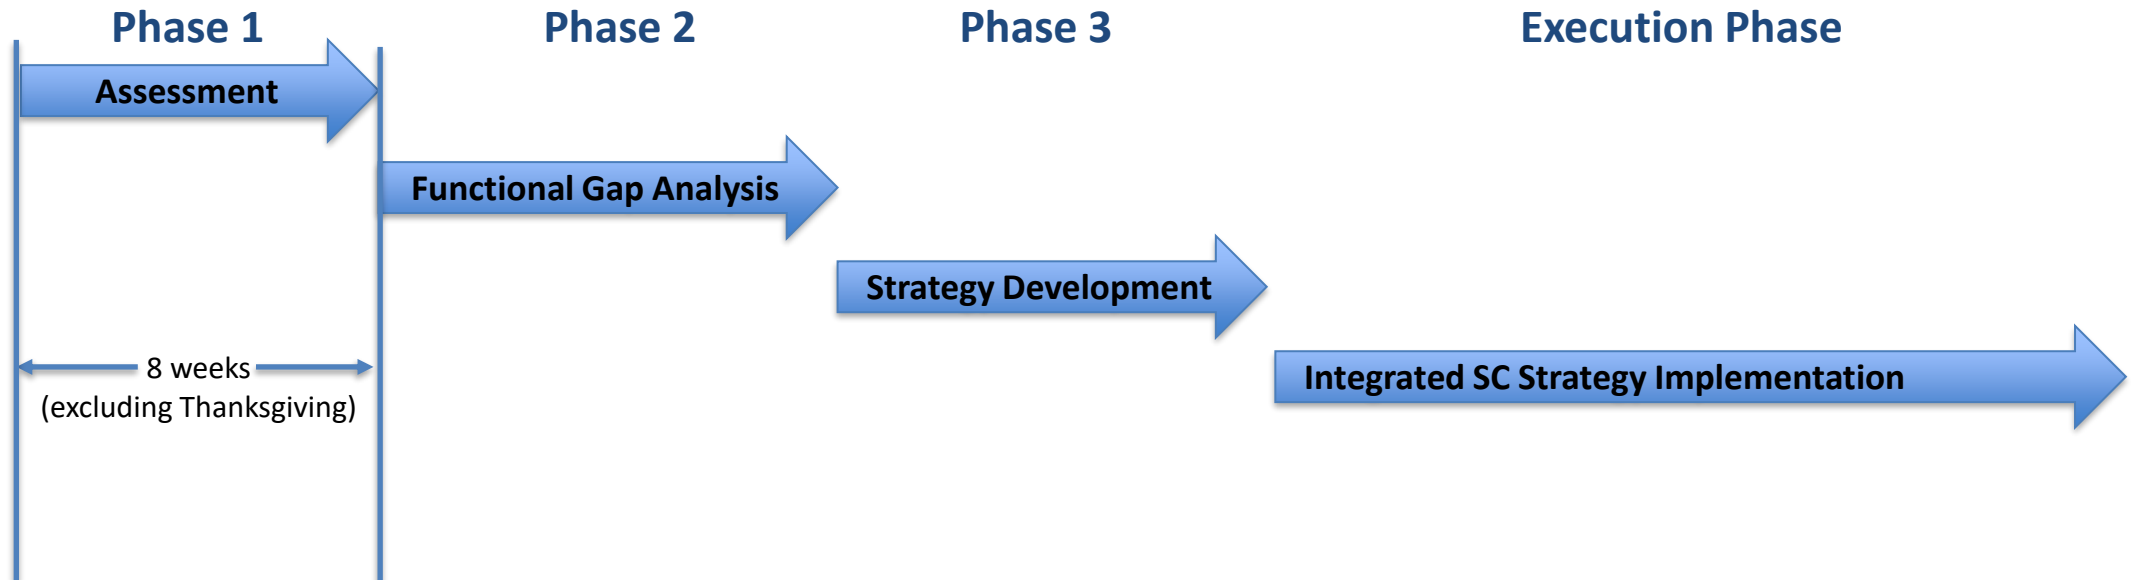 Phase 1
Phase 2
Phase 3
Execution Phase
Assessment
Functional Gap Analysis
Strategy Development
Integrated SC Strategy Implementation
8 weeks
(excluding Thanksgiving)